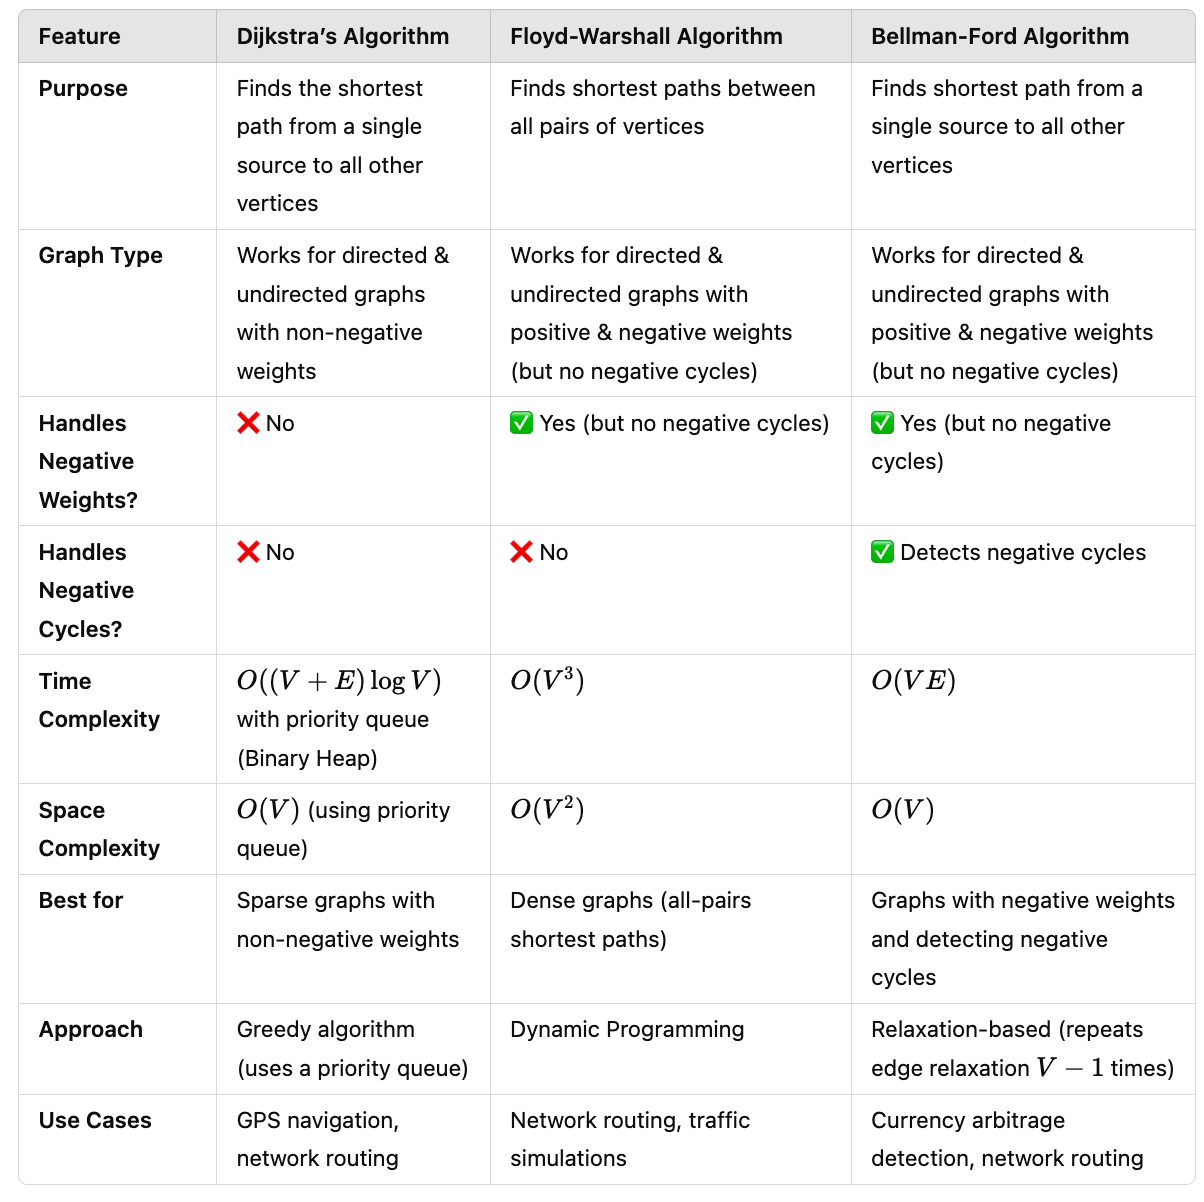 Feature
Dijkstra’s Algorithm
Floyd-Warshall Algorithm
Bellman-Ford Algorithm
Purpose
Finds the shortest
path from a single
source to all other
vertices
Finds shortest paths between
all pairs of vertices
Finds shortest path from a
single source to all other
vertices
Graph Type
Works for directed &
undirected graphs
with non-negative
weights
Works for directed &
undirected graphs with
positive & negative weights
(but no negative cycles)
Works for directed &
undirected graphs with
positive & negative weights
(but no negative cycles)
Handles
Negative
Weights?
❌ No
✅ Yes (but no negative cycles)
✅ Yes (but no negative
cycles)
Handles
Negative
Cycles?
❌ No
❌ No
✅ Detects negative cycles
Time
Complexity
O((V + E) log V)
with priority queue
(Binary Heap)
O(V³)
O(VE)
Space
Complexity
O(V) (using priority
queue)
O(V²)
O(V)
Best for
Sparse graphs with
non-negative weights
Dense graphs (all-pairs
shortest paths)
Graphs with negative weights
and detecting negative
cycles
Approach
Greedy algorithm
(uses a priority queue)
Dynamic Programming
Relaxation-based (repeats
edge relaxation V − 1 times)
Use Cases
GPS navigation,
network routing
Network routing, traffic
simulations
Currency arbitrage
detection, network routing